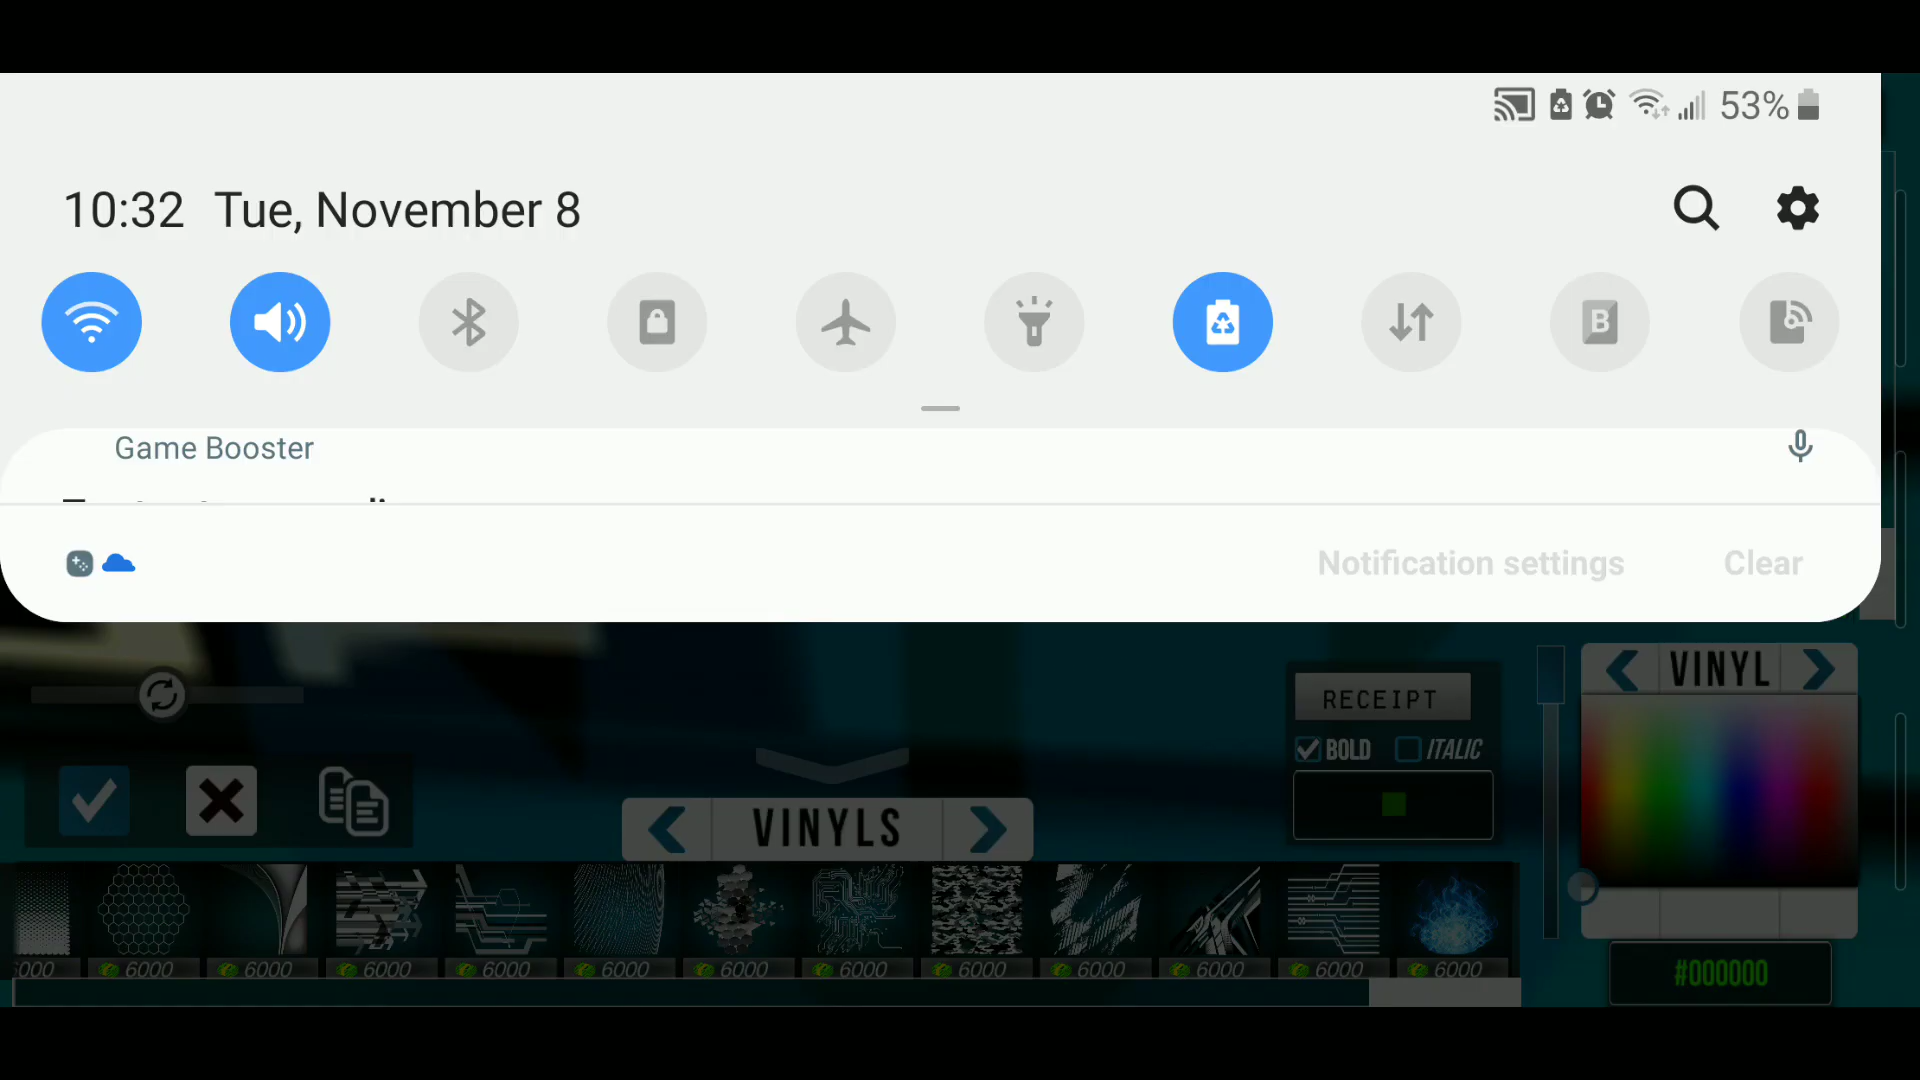 53%
10:32 Tue, November 8
B
Game Booster
Notification settings Clear
VINYL
RECEIPT
BOLD ITALIC
VINYLS
000 6000 6000 6000 6000 6000 6000 6000 6000 6000 6000 6000 6000
#000000